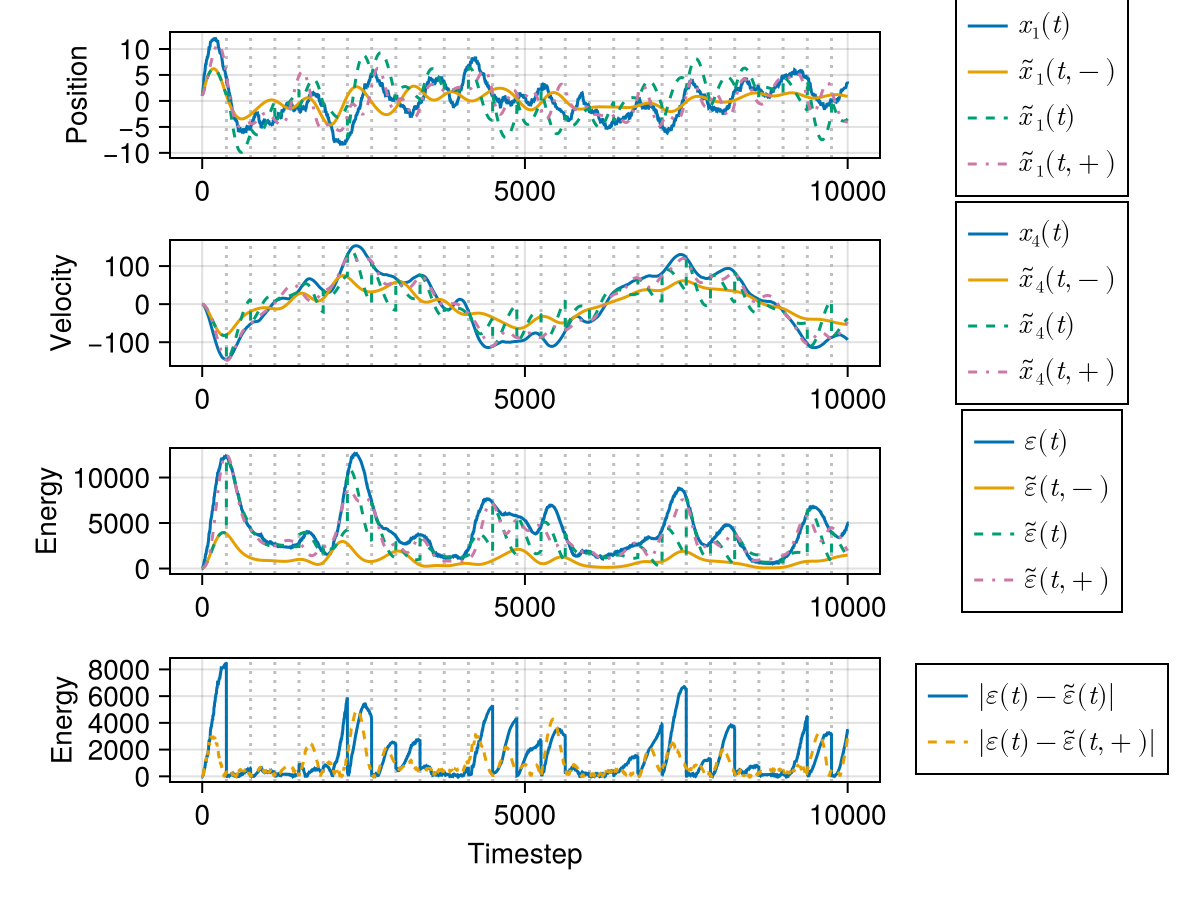 Position
10
5
0
−5
−10
0 5000 10000
x₁(t)
x̃₁(t, −)
x̃₁(t)
x̃₁(t, +)
Velocity
100
0
−100
0 5000 10000
x₄(t)
x̃₄(t, −)
x̃₄(t)
x̃₄(t, +)
Energy
10000
5000
0
0 5000 10000
ε(t)
ε̃(t, −)
ε̃(t)
ε̃(t, +)
Energy
8000
6000
4000
2000
0
0 5000 10000
Timestep
|ε(t) − ε̃(t)|
|ε(t) − ε̃(t, +)|